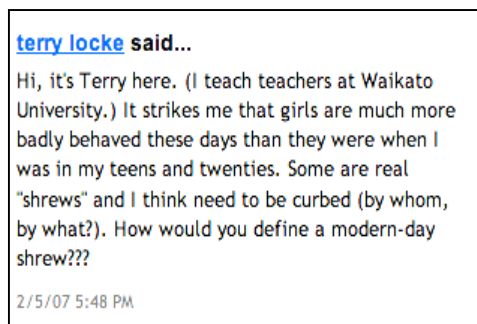 terry locke said...
Hi, it's Terry here. (I teach teachers at Waikato
University.) It strikes me that girls are much more
badly behaved these days than they were when I
was in my teens and twenties. Some are real
"shrews" and I think need to be curbed (by whom,
by what?). How would you define a modern-day
shrew???
2/5/07 5:48 PM